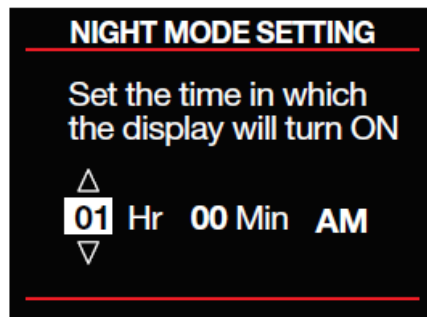 NIGHT MODE SETTING
Set the time in which
the display will turn ON
01 Hr 00 Min AM